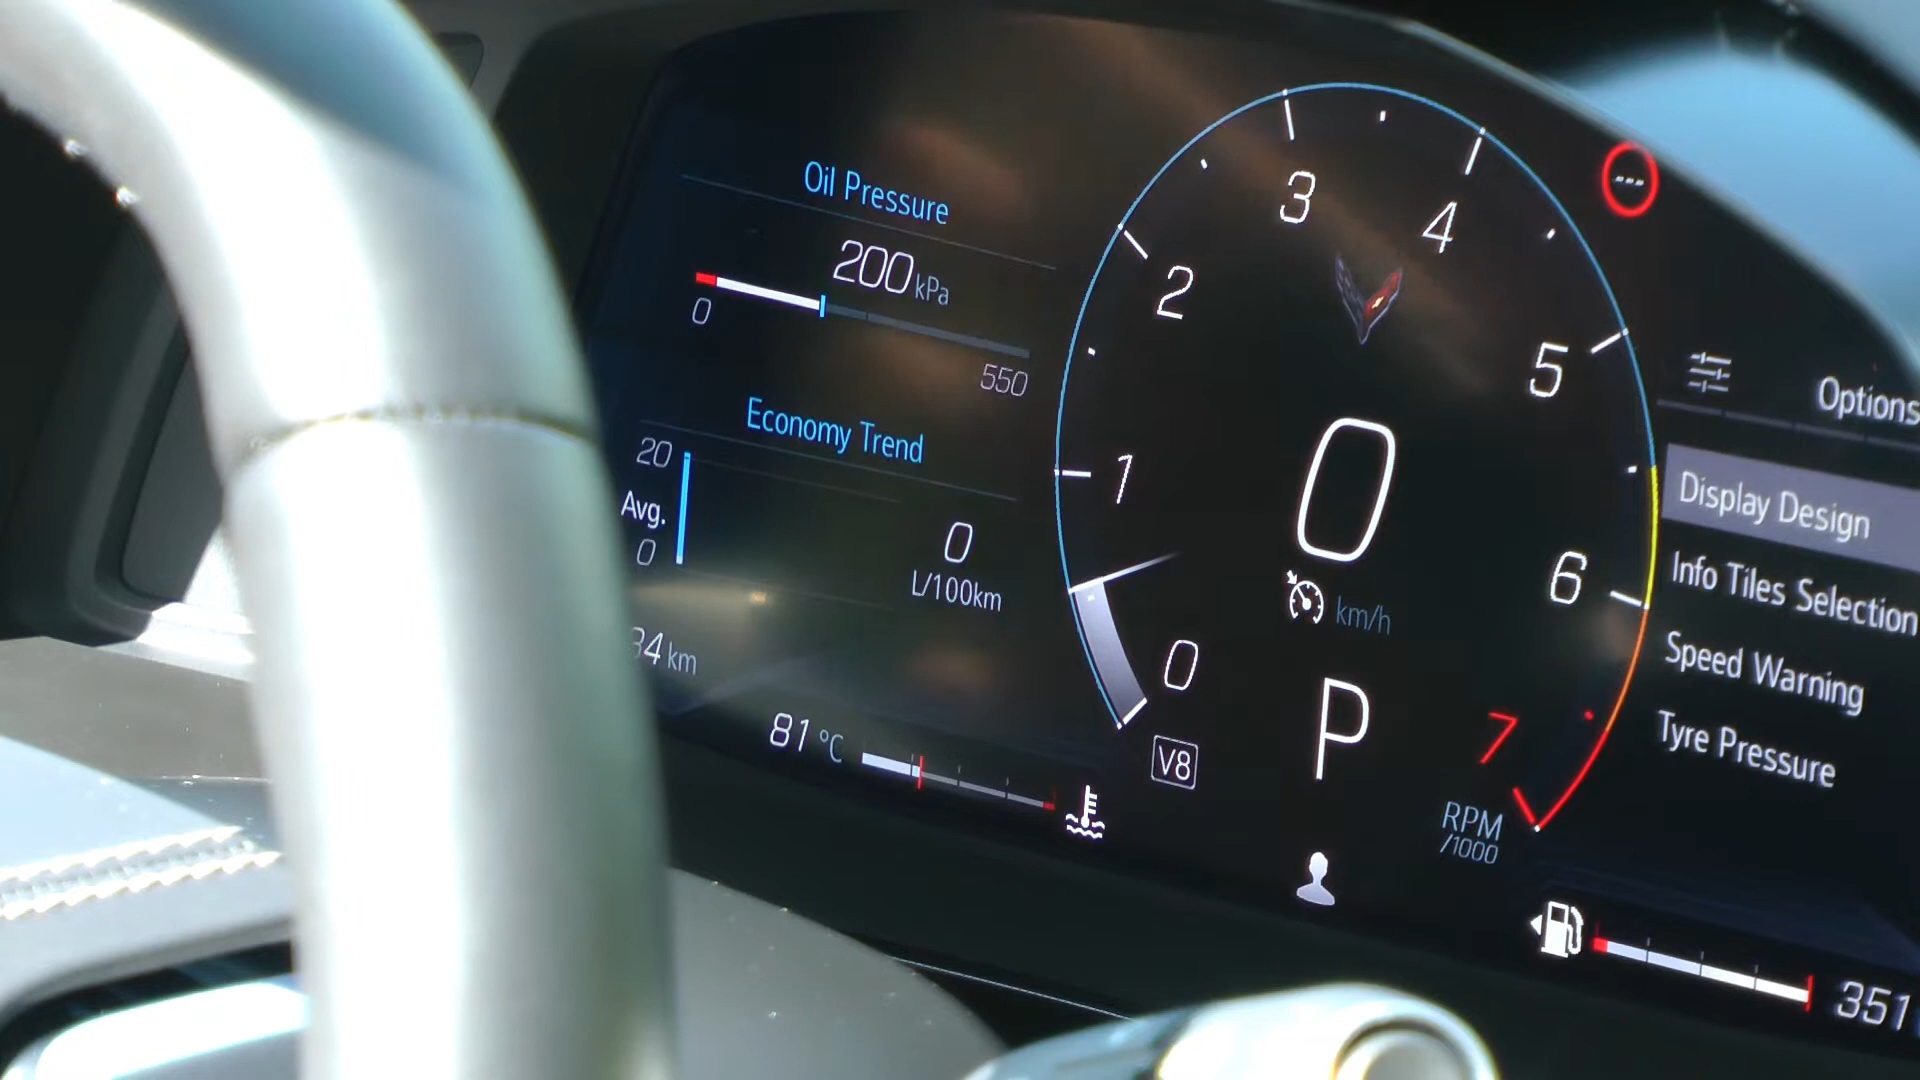 Oil Pressure
200 kPa
0
550
Economy Trend
20
Avg.
0
0
L/100km
34 km
81 °C
0
1
2
3
4
5
6
7
0
km/h
P
V8
RPM
/1000
---
Options
Display Design
Info Tiles Selection
Speed Warning
Tyre Pressure
351